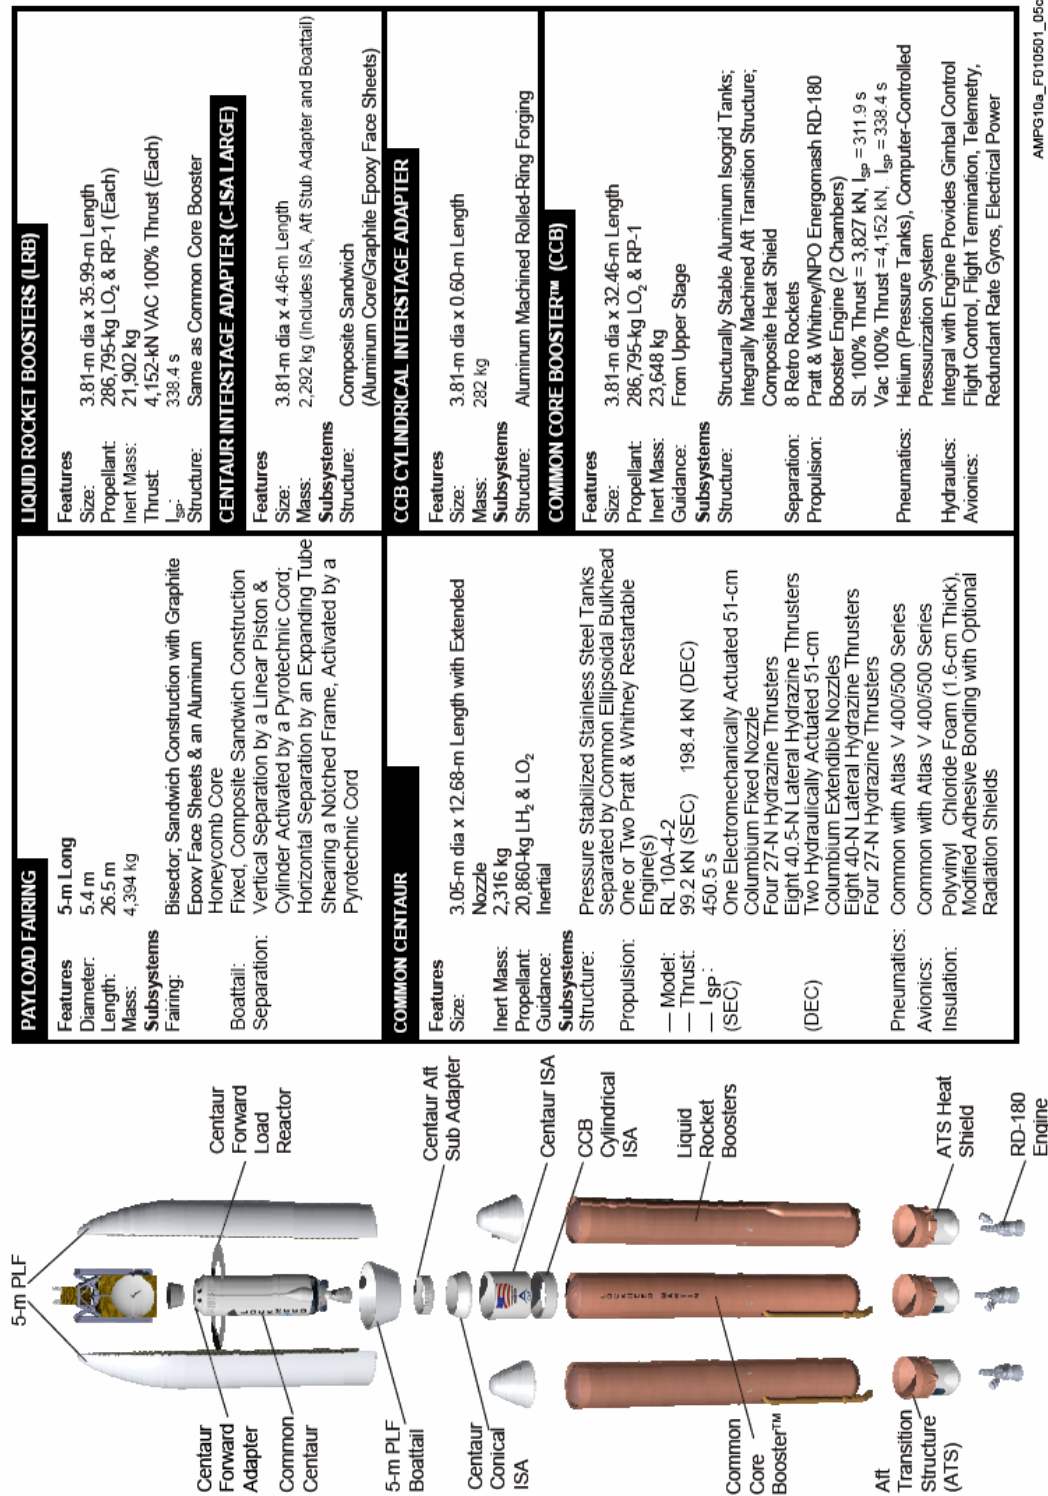 5-m PLF
Centaur
Forward
Load
Reactor
Centaur
Forward
Adapter
Common
Centaur
5-m PLF
Boattail
Centaur Aft
Sub Adapter
Centaur
Conical
ISA
Centaur ISA
CCB
Cylindrical
ISA
Liquid
Rocket
Boosters
Common
Core
Booster™
Aft
Transition
Structure
(ATS)
ATS Heat
Shield
RD-180
Engine
PAYLOAD FAIRING
Features 5-m Long
Diameter: 5.4 m
Length: 26.5 m
Mass: 4,394 kg
Subsystems
Fairing: Bisector; Sandwich Construction with Graphite
Epoxy Face Sheets & an Aluminum
Honeycomb Core
Boattail: Fixed, Composite Sandwich Construction
Separation: Vertical Separation by a Linear Piston &
Cylinder Activated by a Pyrotechnic Cord;
Horizontal Separation by an Expanding Tube
Shearing a Notched Frame, Activated by a
Pyrotechnic Cord
COMMON CENTAUR
Features
Size: 3.05-m dia x 12.68-m Length with Extended
Nozzle
Inert Mass: 2,316 kg
Propellant: 20,860-kg LH₂ & LO₂
Guidance: Inertial
Subsystems
Structure: Pressure Stabilized Stainless Steel Tanks
Separated by Common Ellipsoidal Bulkhead
Propulsion: One or Two Pratt & Whitney Restartable
Engine(s)
— Model: RL 10A-4-2
— Thrust: 99.2 kN (SEC) 198.4 kN (DEC)
— I SP: 450.5 s
(SEC) One Electromechanically Actuated 51-cm
Columbium Fixed Nozzle
Four 27-N Hydrazine Thrusters
Eight 40.5-N Lateral Hydrazine Thrusters
(DEC) Two Hydraulically Actuated 51-cm
Columbium Extendible Nozzles
Eight 40-N Lateral Hydrazine Thrusters
Four 27-N Hydrazine Thrusters
Pneumatics: Common with Atlas V 400/500 Series
Avionics: Common with Atlas V 400/500 Series
Insulation: Polyvinyl Chloride Foam (1.6-cm Thick),
Modified Adhesive Bonding with Optional
Radiation Shields
LIQUID ROCKET BOOSTERS (LRB)
Features
Size: 3.81-m dia x 35.99-m Length
Propellant: 286,795-kg LO₂ & RP-1 (Each)
Inert Mass: 21,902 kg
Thrust: 4,152-kN VAC 100% Thrust (Each)
I SP: 338.4 s
Structure: Same as Common Core Booster
CENTAUR INTERSTAGE ADAPTER (C-ISA LARGE)
Features
Size: 3.81-m dia x 4.46-m Length
Mass: 2,292 kg (Includes ISA, Aft Stub Adapter and Boattail)
Subsystems
Structure: Composite Sandwich
(Aluminum Core/Graphite Epoxy Face Sheets)
CCB CYLINDRICAL INTERSTAGE ADAPTER
Features
Size: 3.81-m dia x 0.60-m Length
Mass: 282 kg
Subsystems
Structure: Aluminum Machined Rolled-Ring Forging
COMMON CORE BOOSTER™ (CCB)
Features
Size: 3.81-m dia x 32.46-m Length
Propellant: 286,795-kg LO₂ & RP-1
Inert Mass: 23,648 kg
Guidance: From Upper Stage
Subsystems
Structure: Structurally Stable Aluminum Isogrid Tanks;
Integrally Machined Aft Transition Structure;
Composite Heat Shield
Separation: 8 Retro Rockets
Propulsion: Pratt & Whitney/NPO Energomash RD-180
Booster Engine (2 Chambers)
SL 100% Thrust = 3,827 kN, I SP = 311.9 s
Vac 100% Thrust = 4,152 kN, I SP = 338.4 s
Pneumatics: Helium (Pressure Tanks), Computer-Controlled
Pressurization System
Hydraulics: Integral with Engine Provides Gimbal Control
Avionics: Flight Control, Flight Termination, Telemetry,
Redundant Rate Gyros, Electrical Power